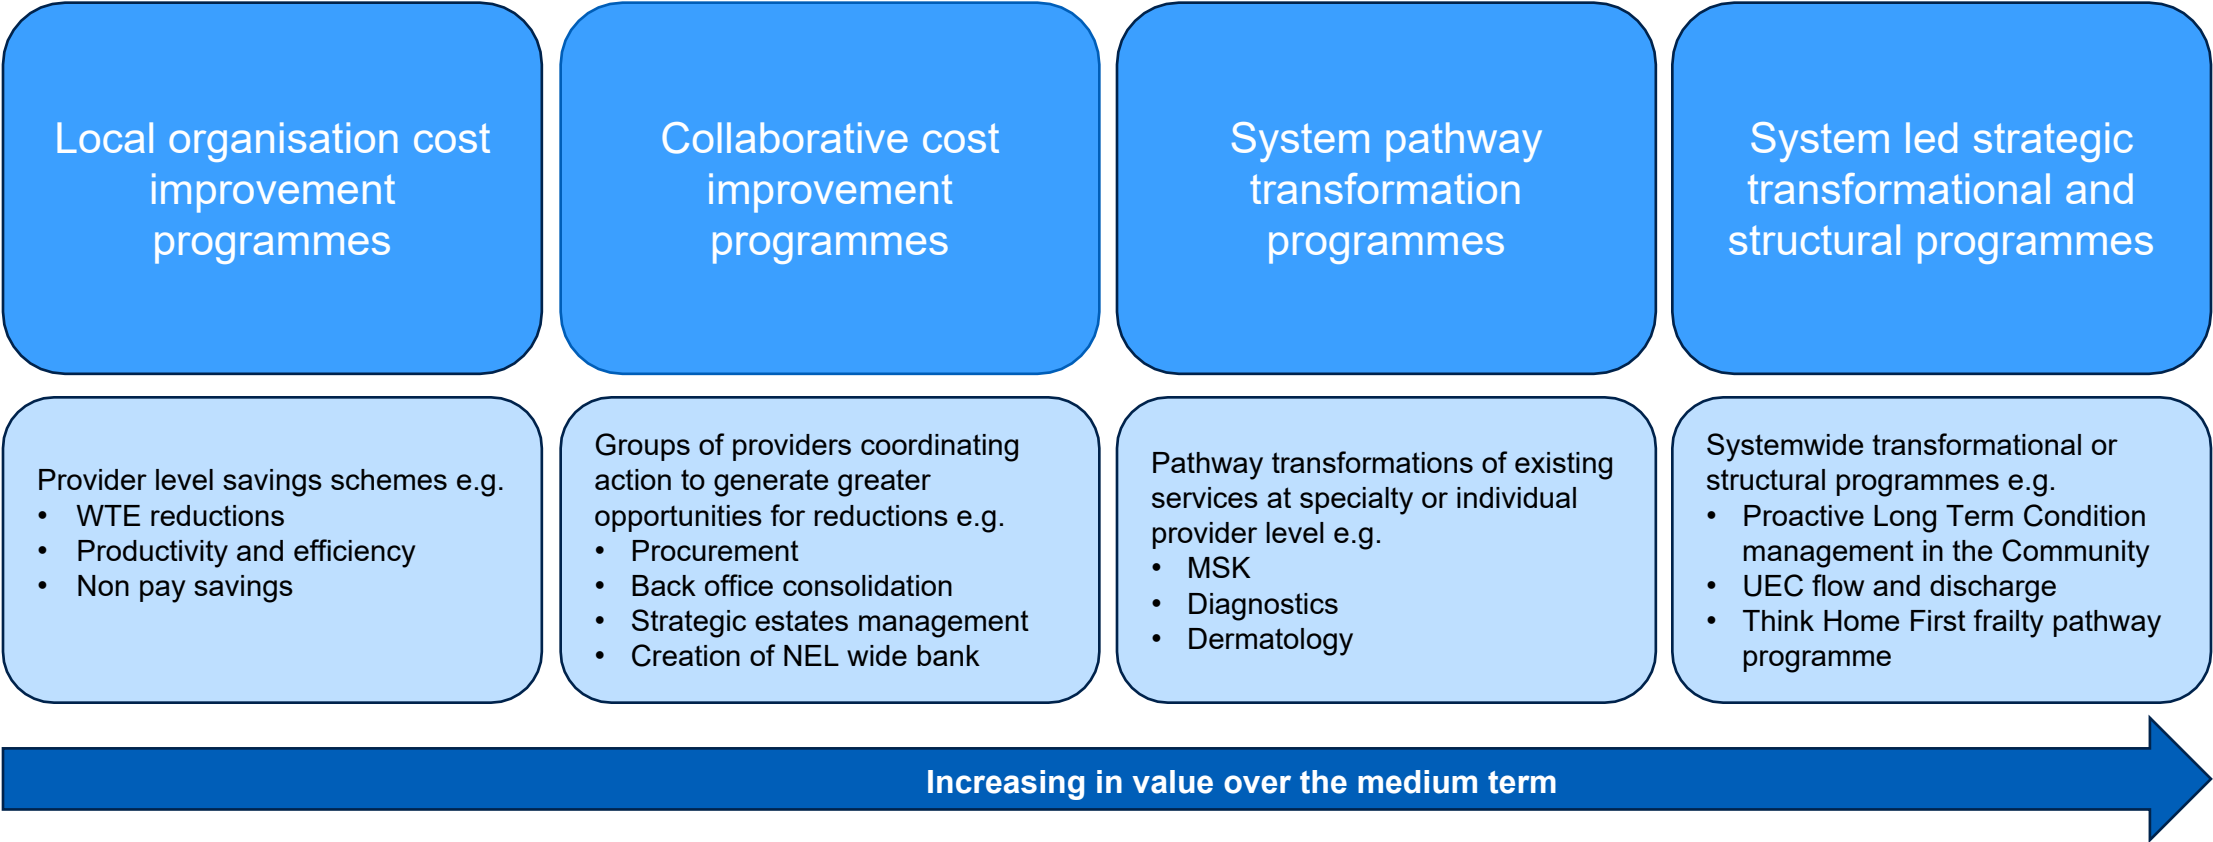 Local organisation cost
improvement
programmes
Collaborative cost
improvement
programmes
System pathway
transformation
programmes
System led strategic
transformational and
structural programmes
Provider level savings schemes e.g.
• WTE reductions
• Productivity and efficiency
• Non pay savings
Groups of providers coordinating
action to generate greater
opportunities for reductions e.g.
• Procurement
• Back office consolidation
• Strategic estates management
• Creation of NEL wide bank
Pathway transformations of existing
services at specialty or individual
provider level e.g.
• MSK
• Diagnostics
• Dermatology
Systemwide transformational or
structural programmes e.g.
• Proactive Long Term Condition
management in the Community
• UEC flow and discharge
• Think Home First frailty pathway
programme
Increasing in value over the medium term